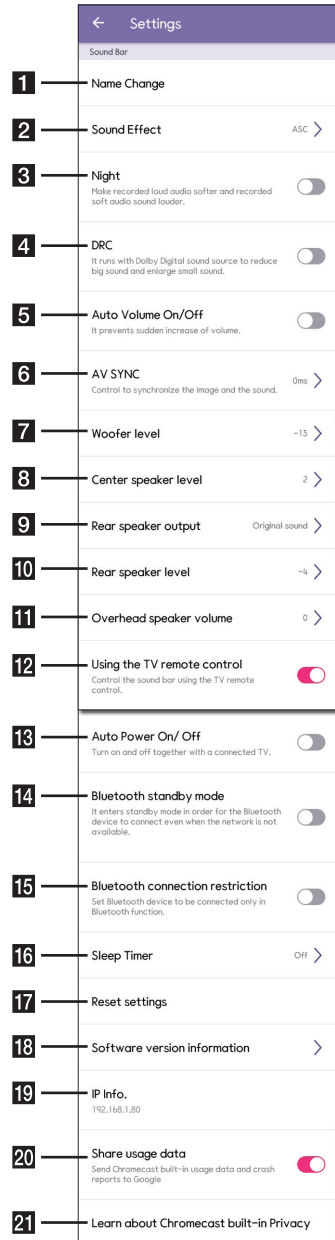 ← Settings
Sound Bar
1 Name Change
2 Sound Effect ASC >
3 Night
Make recorded loud audio softer and recorded
soft audio sound louder.
4 DRC
It runs with Dolby Digital sound source to reduce
big sound and enlarge small sound.
5 Auto Volume On/Off
It prevents sudden increase of volume.
6 AV SYNC 0ms >
Control to synchronize the image and the sound.
7 Woofer level -15 >
8 Center speaker level 2 >
9 Rear speaker output Original sound >
10 Rear speaker level -4 >
11 Overhead speaker volume 0 >
12 Using the TV remote control
Control the sound bar using the TV remote
control.
13 Auto Power On/ Off
Turn on and off together with a connected TV.
14 Bluetooth standby mode
It enters standby mode in order for the Bluetooth
device to connect even when the network is not
available.
15 Bluetooth connection restriction
Set Bluetooth device to be connected only in
Bluetooth function.
16 Sleep Timer Off >
17 Reset settings
18 Software version information >
19 IP Info.
192.168.1.80
20 Share usage data
Send Chromecast built-in usage data and crash
reports to Google
21 Learn about Chromecast built-in Privacy